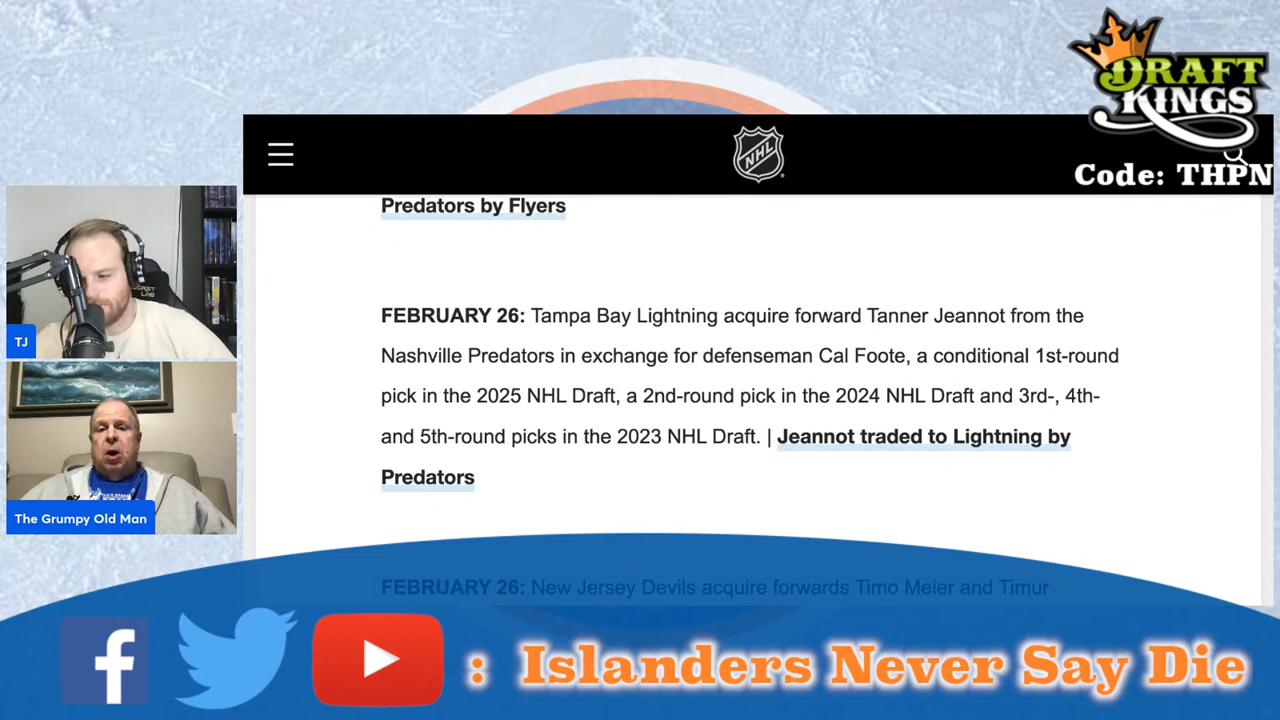 DRAFT
KINGS
NHL
Code: THPN
Predators by Flyers
FEBRUARY 26: Tampa Bay Lightning acquire forward Tanner Jeannot from the
Nashville Predators in exchange for defenseman Cal Foote, a conditional 1st-round
pick in the 2025 NHL Draft, a 2nd-round pick in the 2024 NHL Draft and 3rd-, 4th-
and 5th-round picks in the 2023 NHL Draft. | Jeannot traded to Lightning by
Predators
TJ
The Grumpy Old Man
FEBRUARY 26: New Jersey Devils acquire forwards Timo Meier and Timur
: Islanders Never Say Die